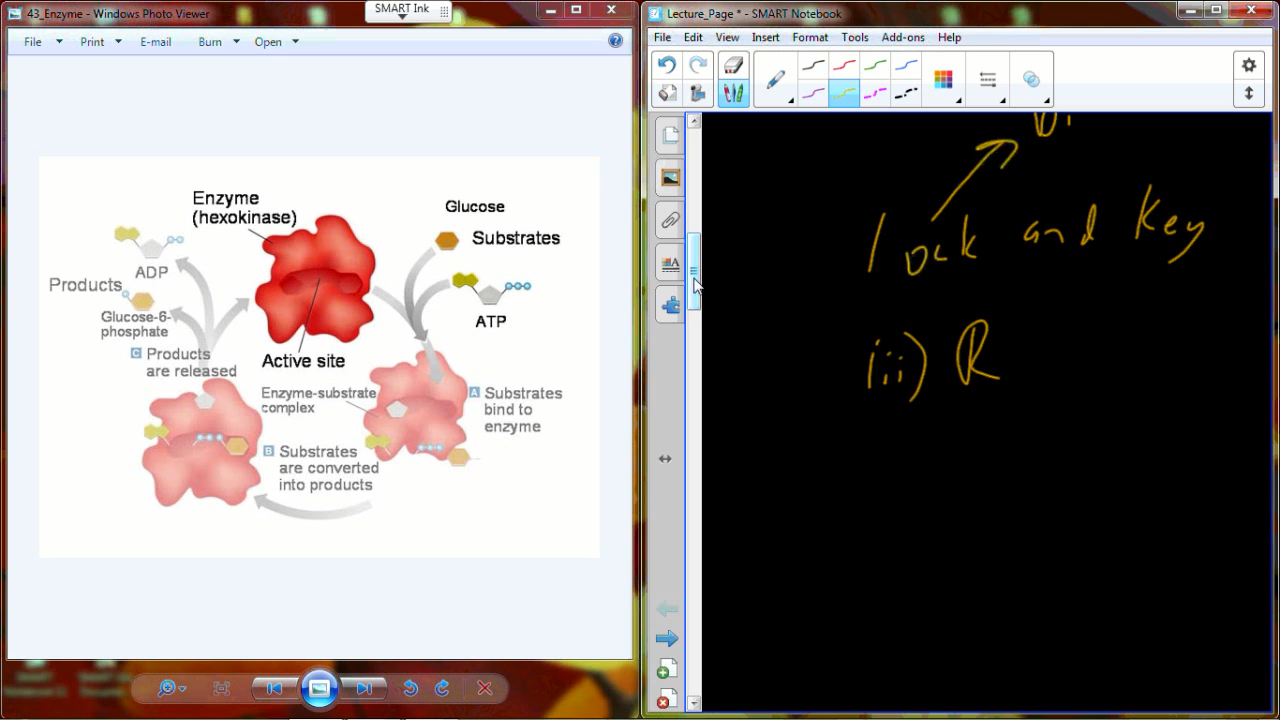 43_Enzyme - Windows Photo Viewer
SMART Ink
File Print E-mail Burn Open
Enzyme
(hexokinase)
Glucose
Substrates
ADP
Products
Glucose-6-
phosphate
ATP
C Products
are released
Active site
Enzyme-substrate
complex
A Substrates
bind to
enzyme
B Substrates
are converted
into products
Lecture_Page * - SMART Notebook
File Edit View Insert Format Tools Add-ons Help
lock and Key
iii) R